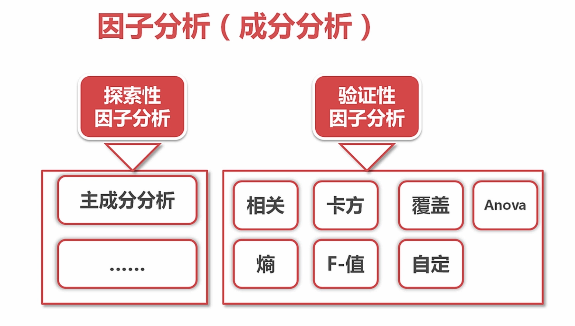 因子分析（成分分析）
探索性
因子分析
验证性
因子分析
主成分分析
……
相关
卡方
覆盖
Anova
熵
F-值
自定